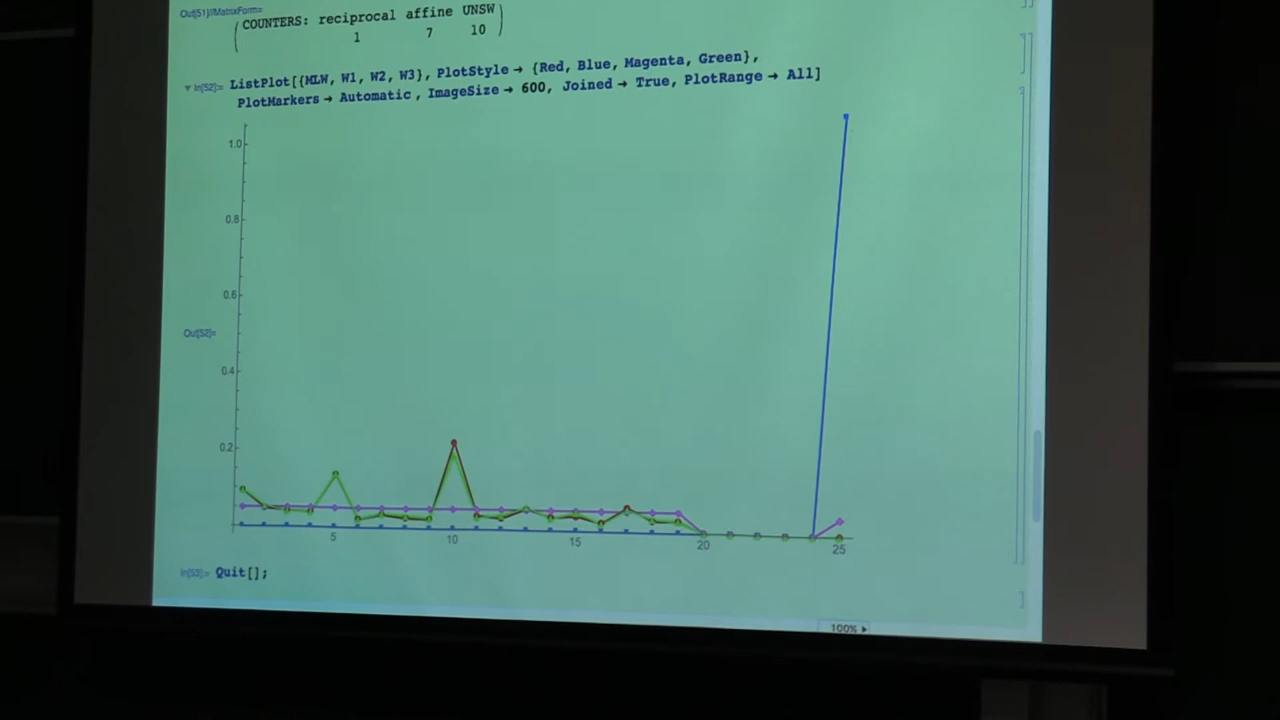 Out[51]//MatrixForm=
COUNTERS: reciprocal affine UNSW
1 7 10
In[52]:= ListPlot[{MLW, W1, W2, W3}, PlotStyle → {Red, Blue, Magenta, Green},
PlotMarkers → Automatic , ImageSize → 600, Joined → True, PlotRange → All]
1.0
0.8
0.6
Out[52]=
0.4
0.2
5 10 15 20 25
In[53]:= Quit[];
100%